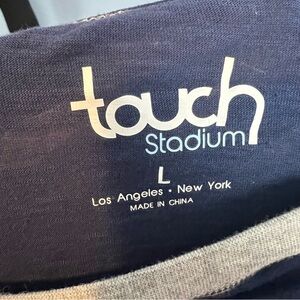 touch
Stadium
L
Los Angeles • New York
MADE IN CHINA